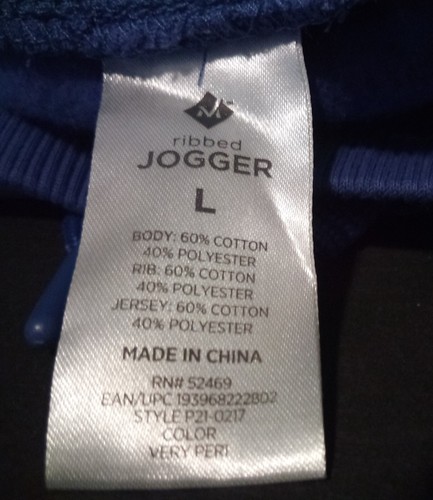 M
ribbed
JOGGER
L
BODY: 60% COTTON
40% POLYESTER
RIB: 60% COTTON
40% POLYESTER
JERSEY: 60% COTTON
40% POLYESTER
MADE IN CHINA
RN# 52469
EAN/UPC 193968222802
STYLE P21-0217
COLOR
VERY PERI